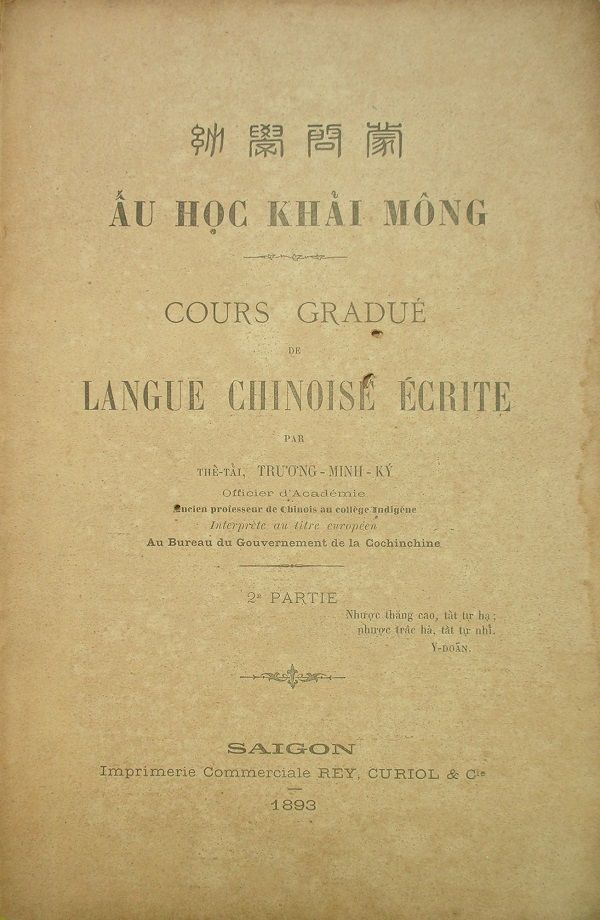 幼學啓蒙
ẤU HỌC KHẢI MÔNG
COURS GRADUÉ
DE
LANGUE CHINOISE ÉCRITE
PAR
THẾ-TẢI, TRƯƠNG-MINH-KÝ
Officier d'Académie
Ancien professeur de Chinois au collège Indigène
Interprète au titre européen
Au Bureau du Gouvernement de la Cochinchine
2e PARTIE
Nhược thăng cao, tất tự hạ;
nhược trắc hà, tất tự nhĩ.
Y-DOÃN.
SAIGON
Imprimerie Commerciale REY, CURIOL & Cie
1893